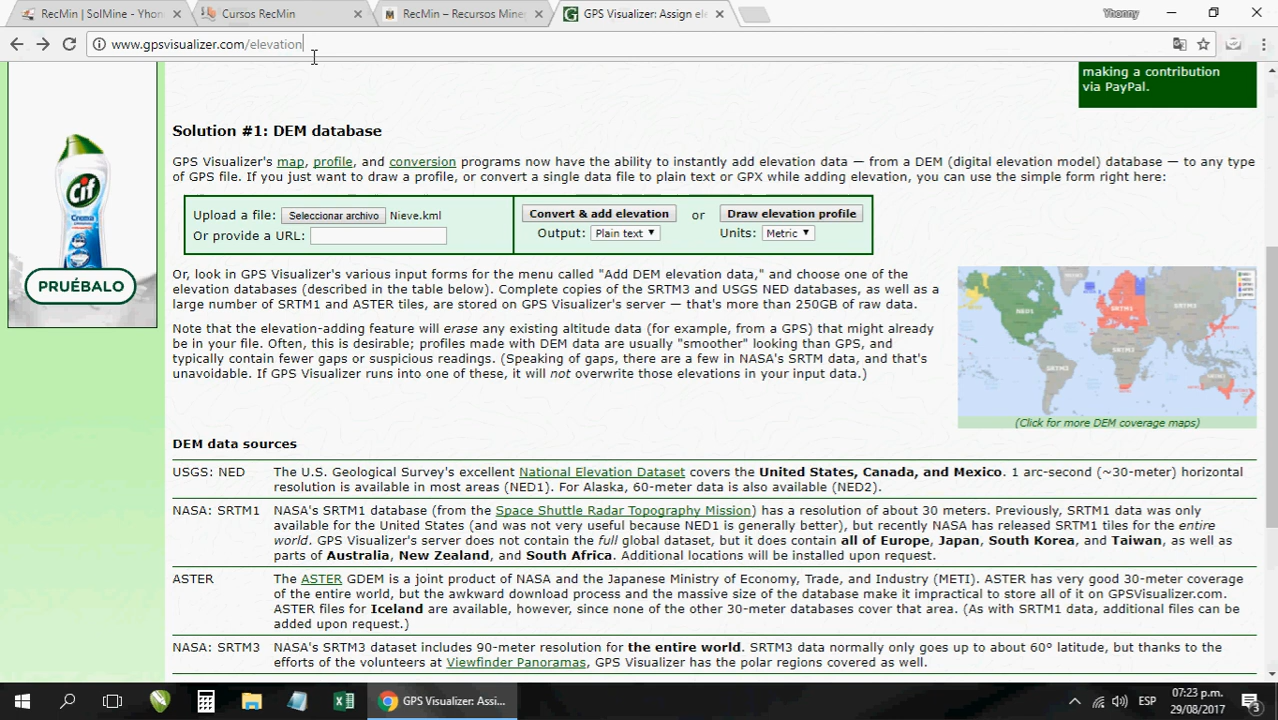 RecMin | SolMine - Yhon
Cursos RecMin
RecMin – Recursos Mine
GPS Visualizer: Assign el
Yhonny
www.gpsvisualizer.com/elevation
making a contribution
via PayPal.
Solution #1: DEM database
GPS Visualizer's map, profile, and conversion programs now have the ability to instantly add elevation data — from a DEM (digital elevation model) database — to any type
of GPS file. If you just want to draw a profile, or convert a single data file to plain text or GPX while adding elevation, you can use the simple form right here:
Upload a file: Seleccionar archivo Nieve.kml
Or provide a URL:
Convert & add elevation or Draw elevation profile
Output: Plain text Units: Metric
Cif
Crema
PRUÉBALO
Or, look in GPS Visualizer's various input forms for the menu called "Add DEM elevation data," and choose one of the
elevation databases (described in the table below). Complete copies of the SRTM3 and USGS NED databases, as well as a
large number of SRTM1 and ASTER tiles, are stored on GPSVisualizer's server — that's more than 250GB of raw data.
Note that the elevation-adding feature will erase any existing altitude data (for example, from a GPS) that might already
be in your file. Often, this is desirable; profiles made with DEM data are usually "smoother" looking than GPS, and
typically contain fewer gaps or suspicious readings. (Speaking of gaps, there are a few in NASA's SRTM data, and that's
unavoidable. If GPS Visualizer runs into one of these, it will not overwrite those elevations in your input data.)
NED1
SRTM1
SRTM3
SRTM3
SRTM3
(Click for more DEM coverage maps)
DEM data sources
USGS: NED The U.S. Geological Survey's excellent National Elevation Dataset covers the United States, Canada, and Mexico. 1 arc-second (~30-meter) horizontal
resolution is available in most areas (NED1). For Alaska, 60-meter data is also available (NED2).
NASA: SRTM1 NASA's SRTM1 database (from the Space Shuttle Radar Topography Mission) has a resolution of about 30 meters. Previously, SRTM1 data was only
available for the United States (and was not very useful because NED1 is generally better), but recently NASA has released SRTM1 tiles for the entire
world. GPS Visualizer's server does not contain the full global dataset, but it does contain all of Europe, Japan, South Korea, and Taiwan, as well as
parts of Australia, New Zealand, and South Africa. Additional locations will be installed upon request.
ASTER The ASTER GDEM is a joint product of NASA and the Japanese Ministry of Economy, Trade, and Industry (METI). ASTER has very good 30-meter coverage
of the entire world, but the awkward download process and the massive size of the database make it impractical to store all of it on GPSVisualizer.com.
ASTER files for Iceland are available, however, since none of the other 30-meter databases cover that area. (As with SRTM1 data, additional files can be
added upon request.)
NASA: SRTM3 NASA's SRTM3 dataset includes 90-meter resolution for the entire world. SRTM3 data normally only goes up to about 60° latitude, but thanks to the
efforts of the volunteers at Viewfinder Panoramas, GPS Visualizer has the polar regions covered as well.
GPS Visualizer: Assi...
ESP
07:23 p.m.
29/08/2017
3